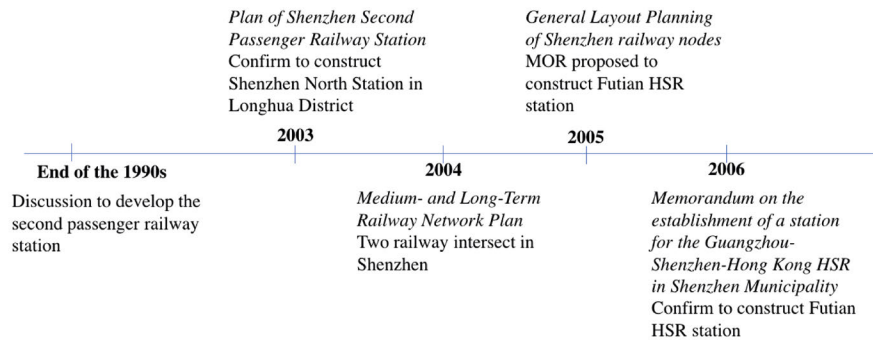 Plan of Shenzhen Second
Passenger Railway Station
Confirm to construct
Shenzhen North Station in
Longhua District
General Layout Planning
of Shenzhen railway nodes
MOR proposed to
construct Futian HSR
station
2003
2005
End of the 1990s
2004
2006
Discussion to develop the
second passenger railway
station
Medium- and Long-Term
Railway Network Plan
Two railway intersect in
Shenzhen
Memorandum on the
establishment of a station
for the Guangzhou-
Shenzhen-Hong Kong HSR
in Shenzhen Municipality
Confirm to construct Futian
HSR station